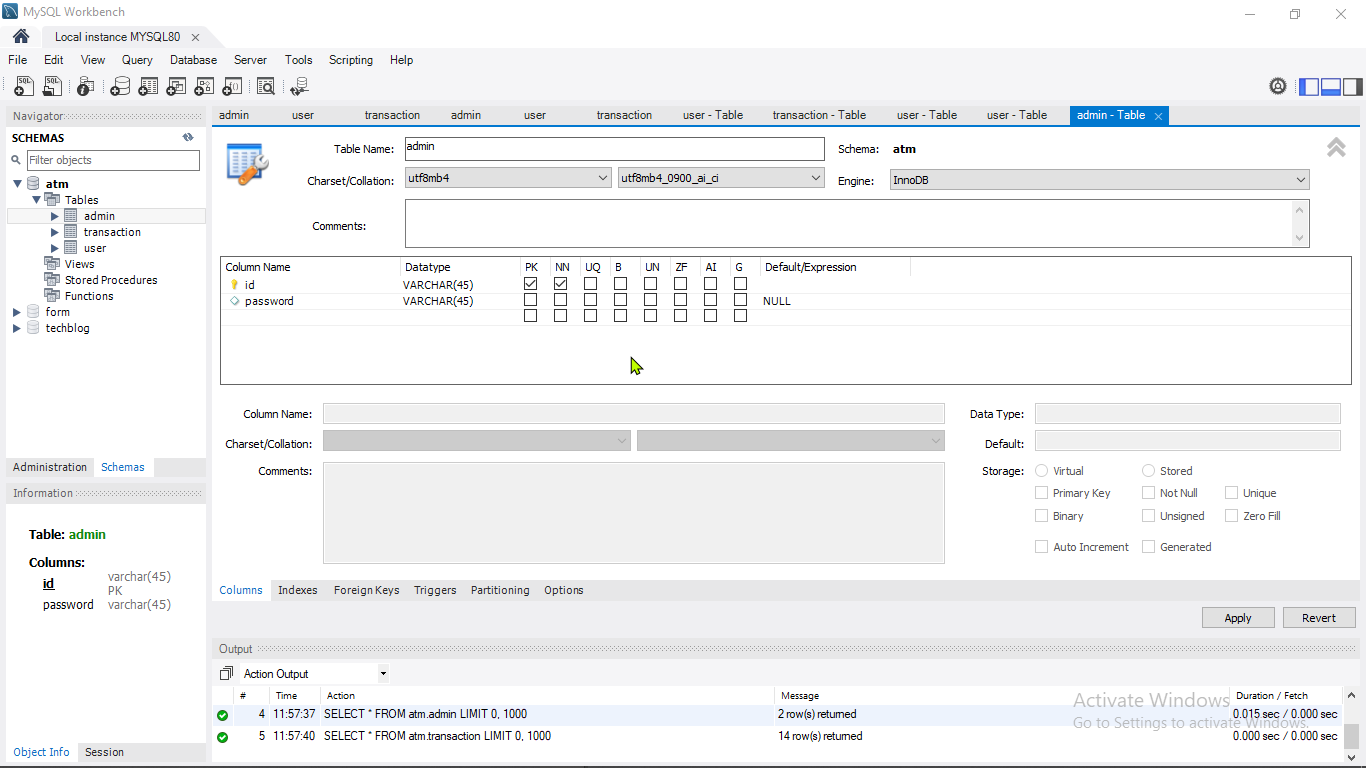 MySQL Workbench
Local instance MYSQL80
File Edit View Query Database Server Tools Scripting Help
Navigator
SCHEMAS
Filter objects
atm
Tables
admin
transaction
user
Views
Stored Procedures
Functions
form
techblog
Administration Schemas
Information
Table: admin
Columns:
id varchar(45) PK
password varchar(45)
Object Info Session
admin user transaction admin user transaction user - Table transaction - Table user - Table user - Table admin - Table
Table Name: admin Schema: atm
Charset/Collation: utf8mb4 utf8mb4_0900_ai_ci Engine: InnoDB
Comments:
Column Name Datatype PK NN UQ B UN ZF AI G Default/Expression
id VARCHAR(45)
password VARCHAR(45) NULL
Column Name: Data Type:
Charset/Collation: Default:
Comments: Storage: Virtual Stored
Primary Key Not Null Unique
Binary Unsigned Zero Fill
Auto Increment Generated
Columns Indexes Foreign Keys Triggers Partitioning Options
Apply Revert
Output
Action Output
# Time Action Message Duration / Fetch
4 11:57:37 SELECT * FROM atm.admin LIMIT 0, 1000 2 row(s) returned 0.015 sec / 0.000 sec
5 11:57:40 SELECT * FROM atm.transaction LIMIT 0, 1000 14 row(s) returned 0.000 sec / 0.000 sec
Activate Windows
Go to Settings to activate Windows.